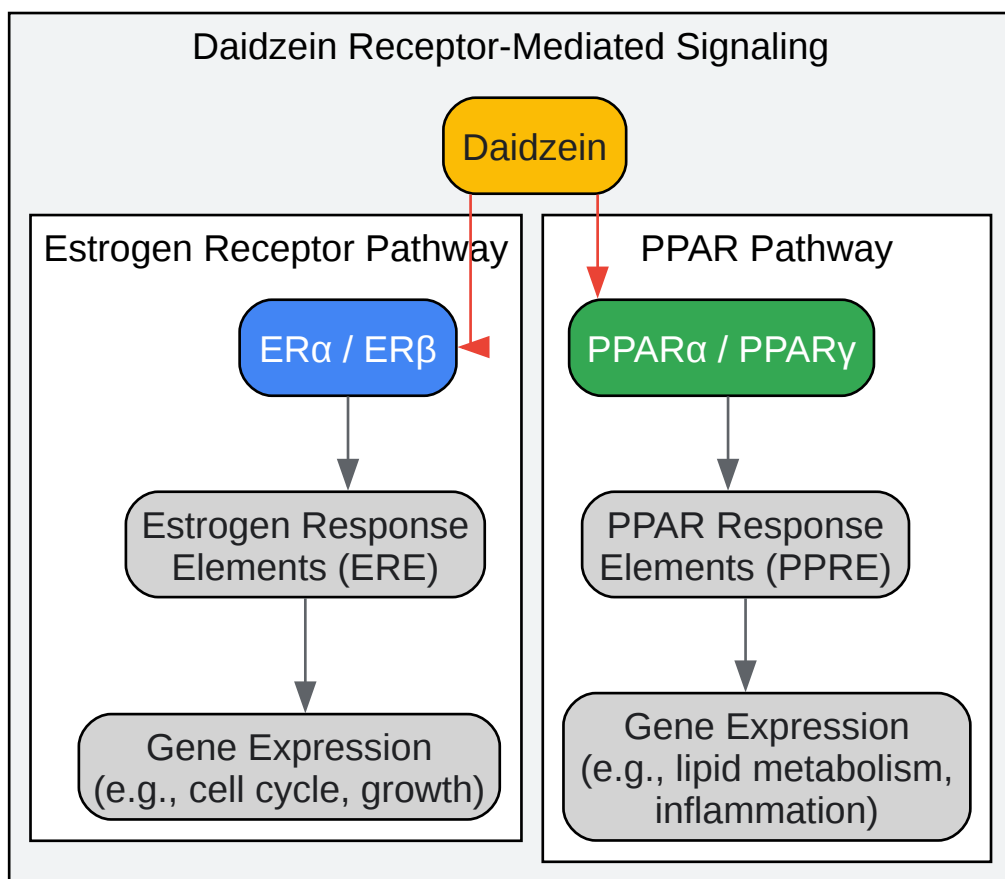 Daidzein Receptor-Mediated Signaling
Daidzein
Estrogen Receptor Pathway
ERα / ERβ
Estrogen Response
Elements (ERE)
Gene Expression
(e.g., cell cycle, growth)
PPAR Pathway
PPARα / PPARγ
PPAR Response
Elements (PPRE)
Gene Expression
(e.g., lipid metabolism,
inflammation)